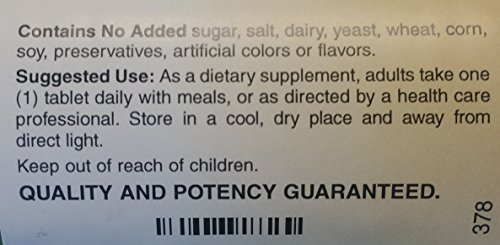 Contains No Added sugar, salt, dairy, yeast, wheat, corn,
soy, preservatives, artificial colors or flavors.
Suggested Use: As a dietary supplement, adults take one
(1) tablet daily with meals, or as directed by a health care
professional. Store in a cool, dry place and away from
direct light.
Keep out of reach of children.
QUALITY AND POTENCY GUARANTEED.
378